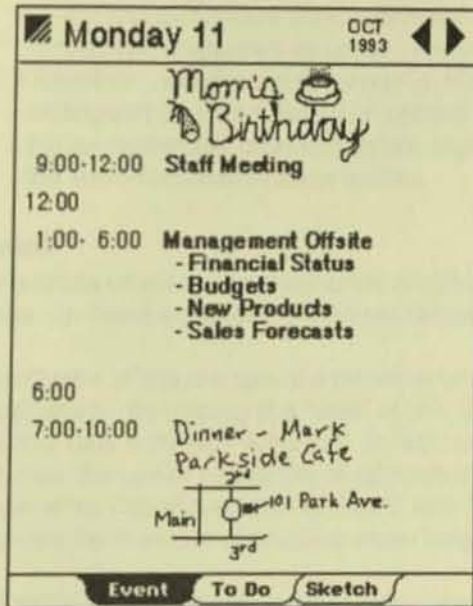 Monday 11
OCT
1993
Mom's
Birthday
9:00-12:00 Staff Meeting
12:00
1:00- 6:00 Management Offsite
- Financial Status
- Budgets
- New Products
- Sales Forecasts
6:00
7:00-10:00 Dinner - Mark
Parkside Cafe
2nd
101 Park Ave.
Main
3rd
Event To Do Sketch